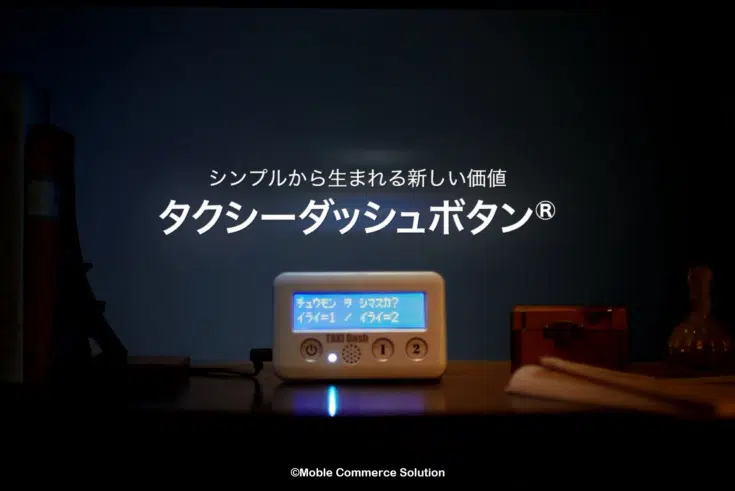 シンプルから生まれる新しい価値
タクシーダッシュボタン®
チュウモン ヲ シマスカ?
イライ=1 / イライ=2
TAXI Dash
1 2
©Moble Commerce Solution